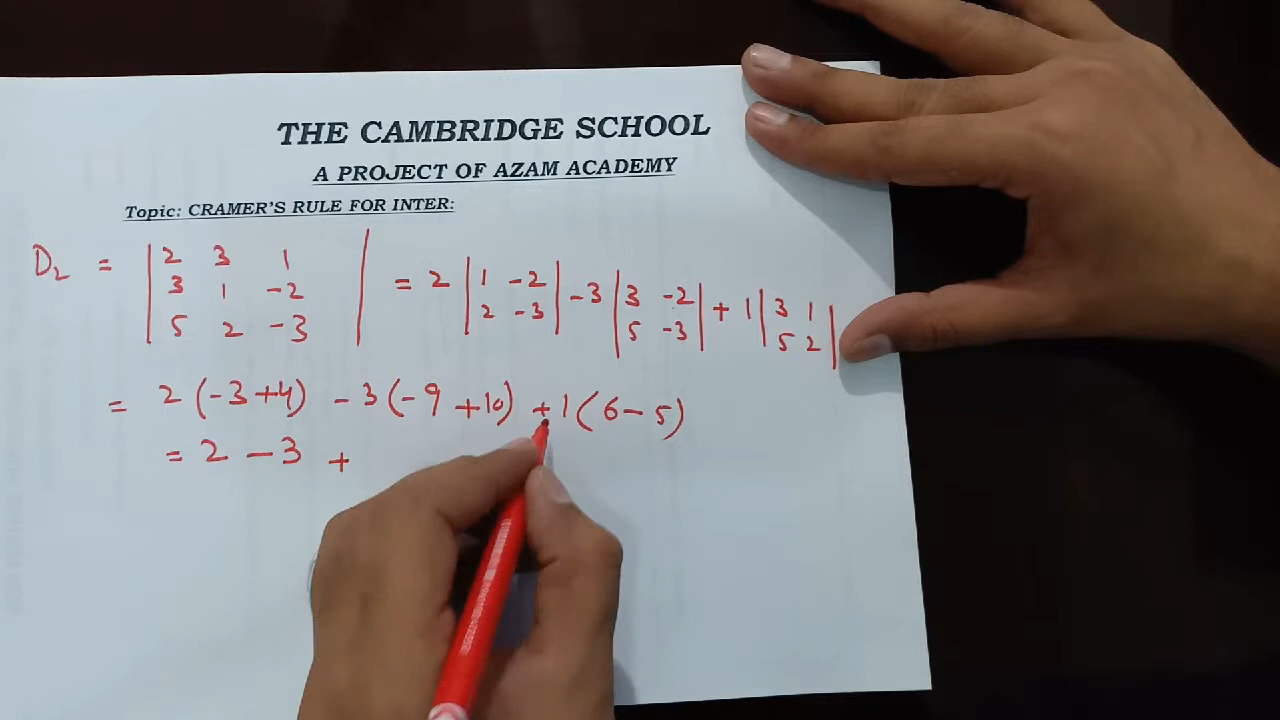 THE CAMBRIDGE SCHOOL
A PROJECT OF AZAM ACADEMY
Topic: CRAMER'S RULE FOR INTER:
D₂ = | 2 3 1 | = 2 | 1 -2 | -3 | 3 -2 | + 1 | 3 1 |
| 3 1 -2 | | 2 -3 | | 5 -3 | | 5 2 |
| 5 2 -3 |
= 2 (-3+4) - 3 (-9 +10) +1 (6-5)
= 2 - 3 +